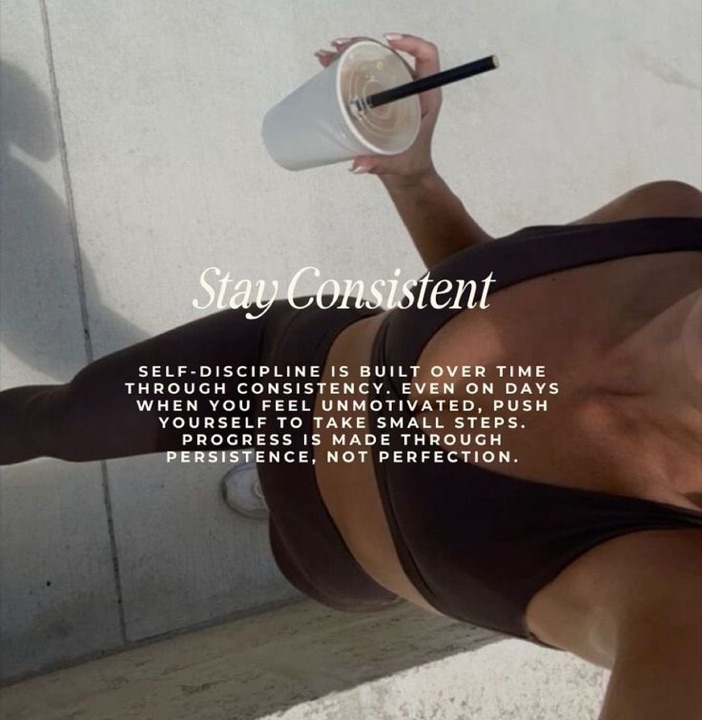 Stay Consistent
SELF-DISCIPLINE IS BUILT OVER TIME
THROUGH CONSISTENCY. EVEN ON DAYS
WHEN YOU FEEL UNMOTIVATED, PUSH
YOURSELF TO TAKE SMALL STEPS.
PROGRESS IS MADE THROUGH
PERSISTENCE, NOT PERFECTION.